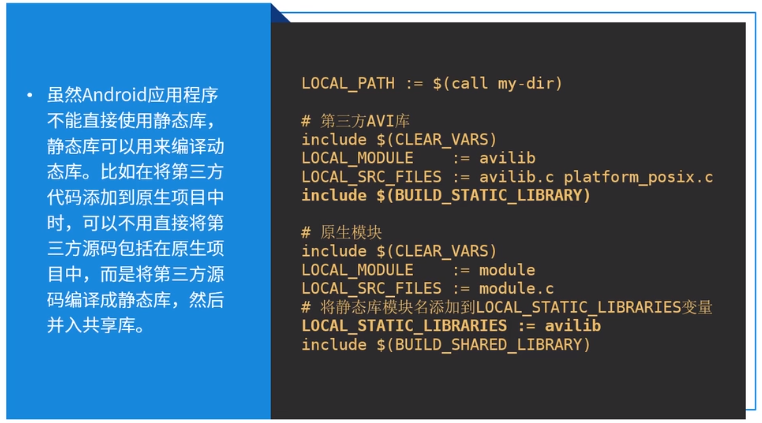 • 虽然Android应用程序
不能直接使用静态库，
静态库可以用来编译动
态库。比如在将第三方
代码添加到原生项目中
时，可以不用直接将第
三方源码包括在原生项
目中，而是将第三方源
码编译成静态库，然后
并入共享库。
LOCAL_PATH := $(call my-dir)
# 第三方AVI库
include $(CLEAR_VARS)
LOCAL_MODULE    := avilib
LOCAL_SRC_FILES := avilib.c platform_posix.c
include $(BUILD_STATIC_LIBRARY)
# 原生模块
include $(CLEAR_VARS)
LOCAL_MODULE    := module
LOCAL_SRC_FILES := module.c
# 将静态库模块名添加到LOCAL_STATIC_LIBRARIES变量
LOCAL_STATIC_LIBRARIES := avilib
include $(BUILD_SHARED_LIBRARY)